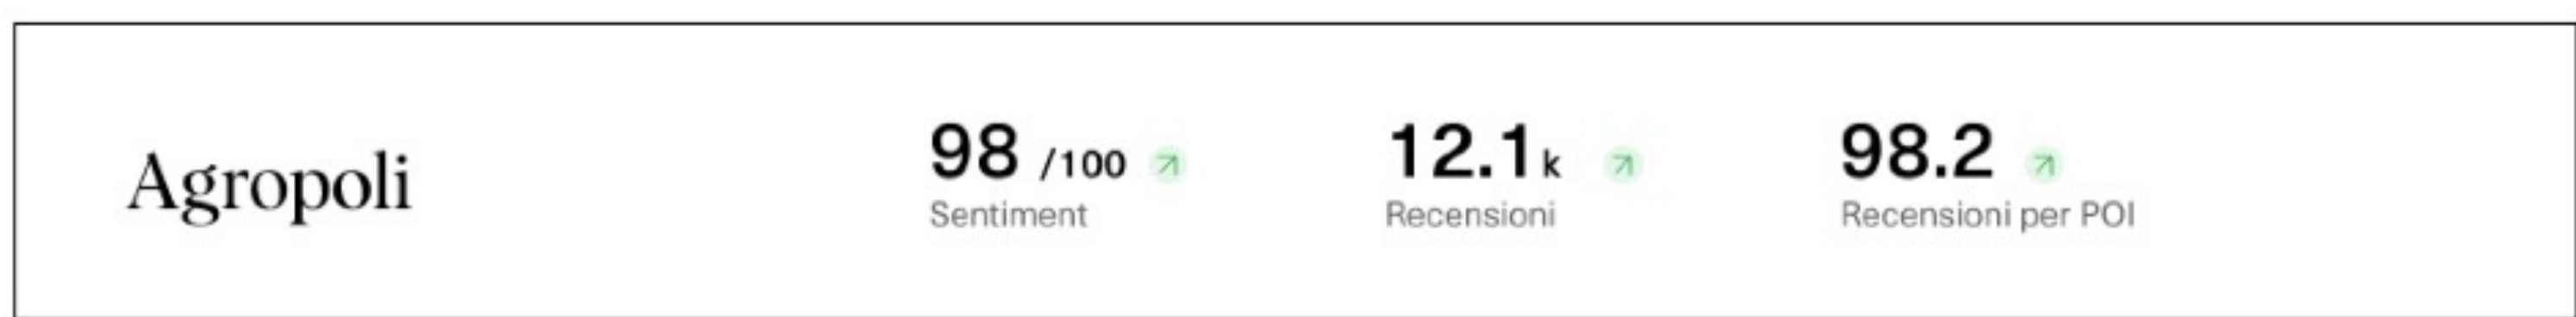 Agropoli
98 /100
Sentiment
12.1k
Recensioni
98.2
Recensioni per POI